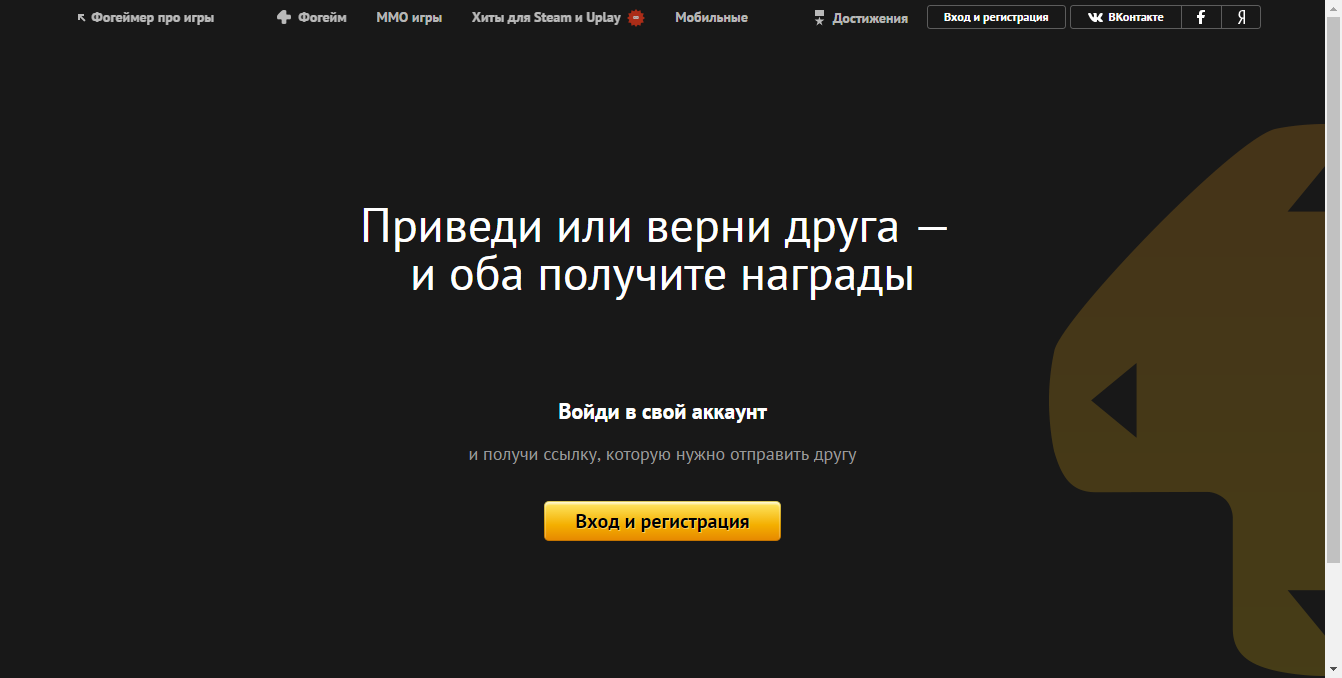 Фогеймер про игры Фогейм ММО игры Хиты для Steam и Uplay Мобильные Достижения Вход и регистрация ВКонтакте f Я
Приведи или верни друга —
и оба получите награды
Войди в свой аккаунт
и получи ссылку, которую нужно отправить другу
Вход и регистрация